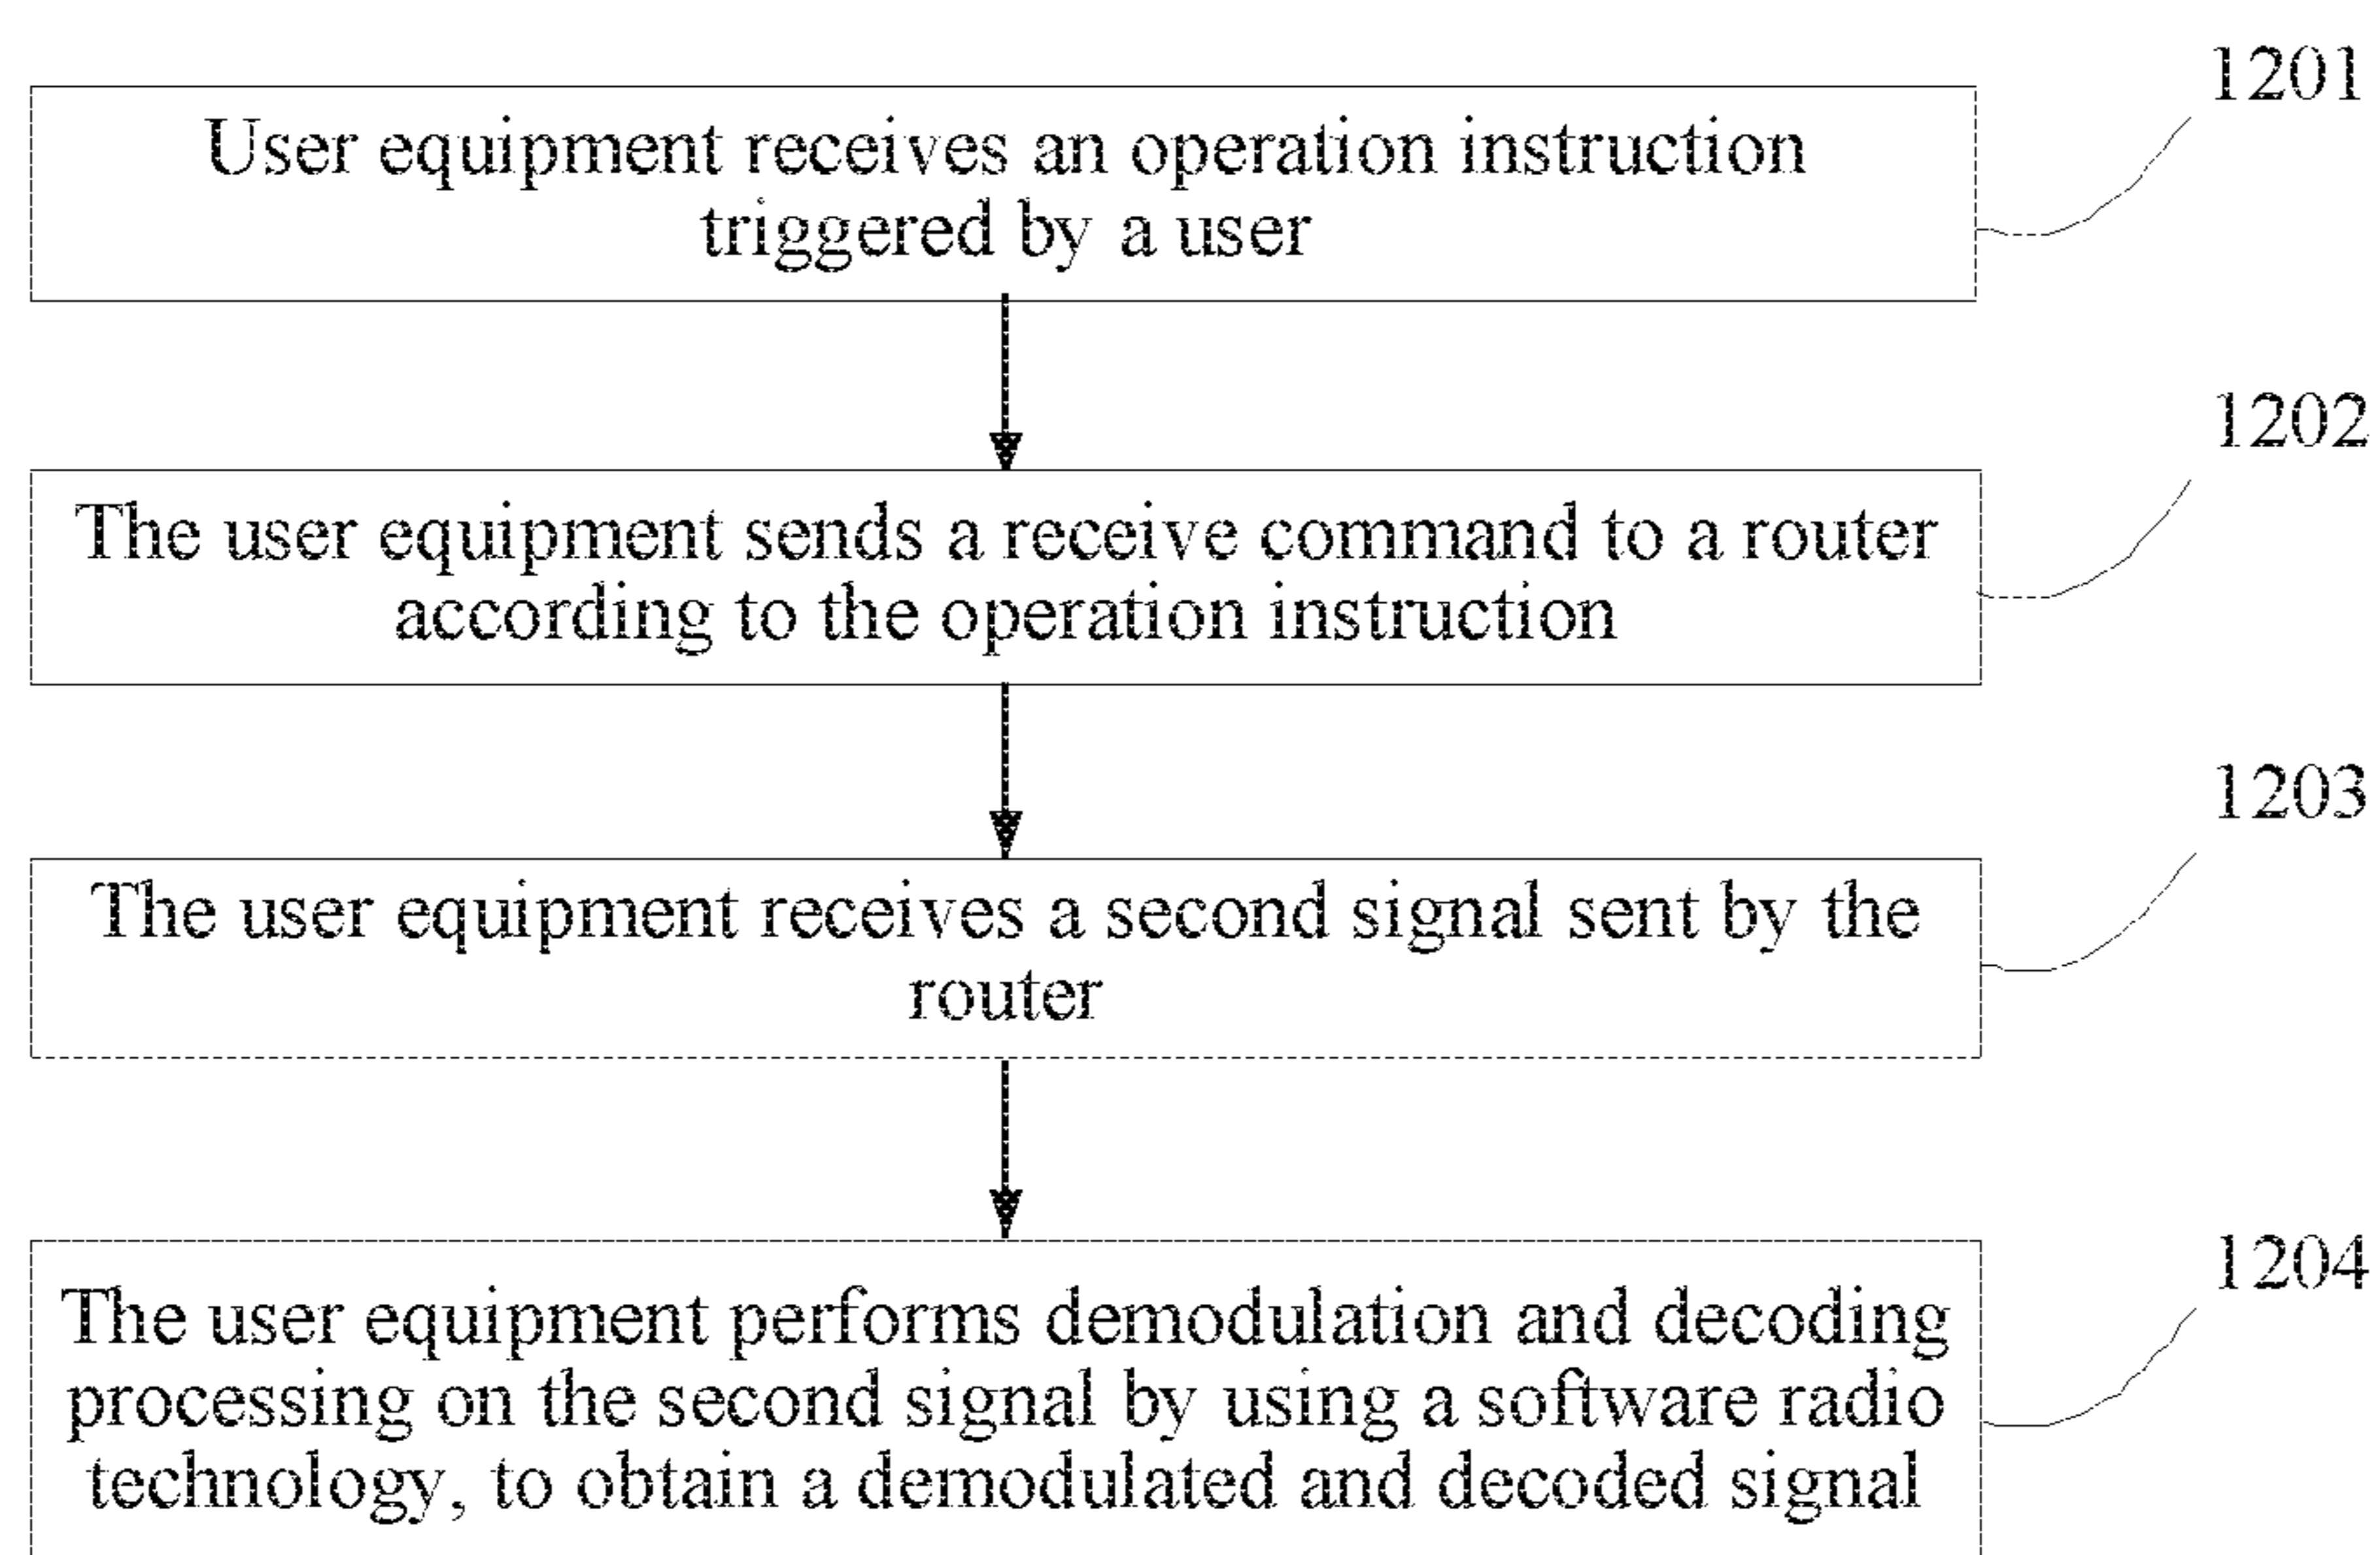 1201
User equipment receives an operation instruction
triggered by a user
1202
The user equipment sends a receive command to a router
according to the operation instruction
1203
The user equipment receives a second signal sent by the
router
1204
The user equipment performs demodulation and decoding
processing on the second signal by using a software radio
technology, to obtain a demodulated and decoded signal